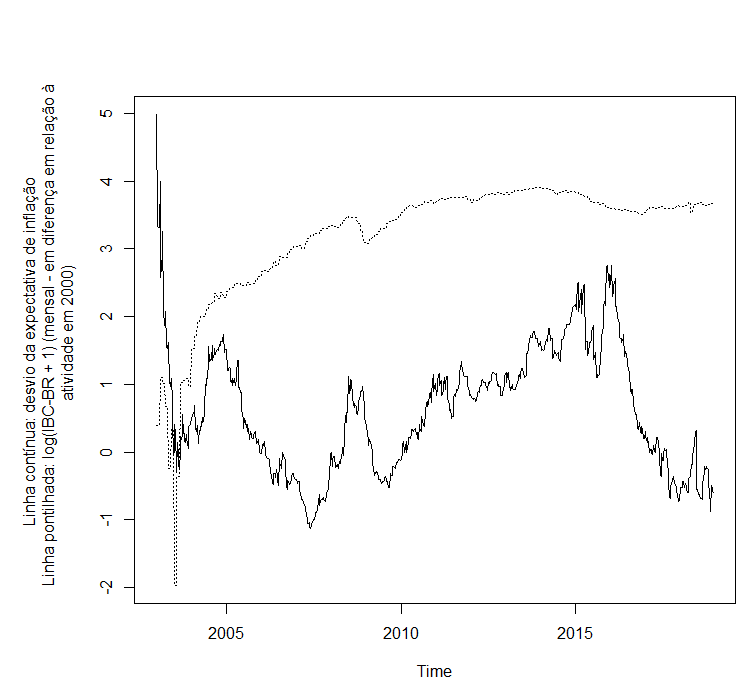 Linha contínua: desvio da expectativa de inflação
Linha pontilhada: log(IBC-BR + 1) (mensal - em diferença em relação à
atividade em 2000)
5
4
3
2
1
0
-1
-2
2005
2010
2015
Time